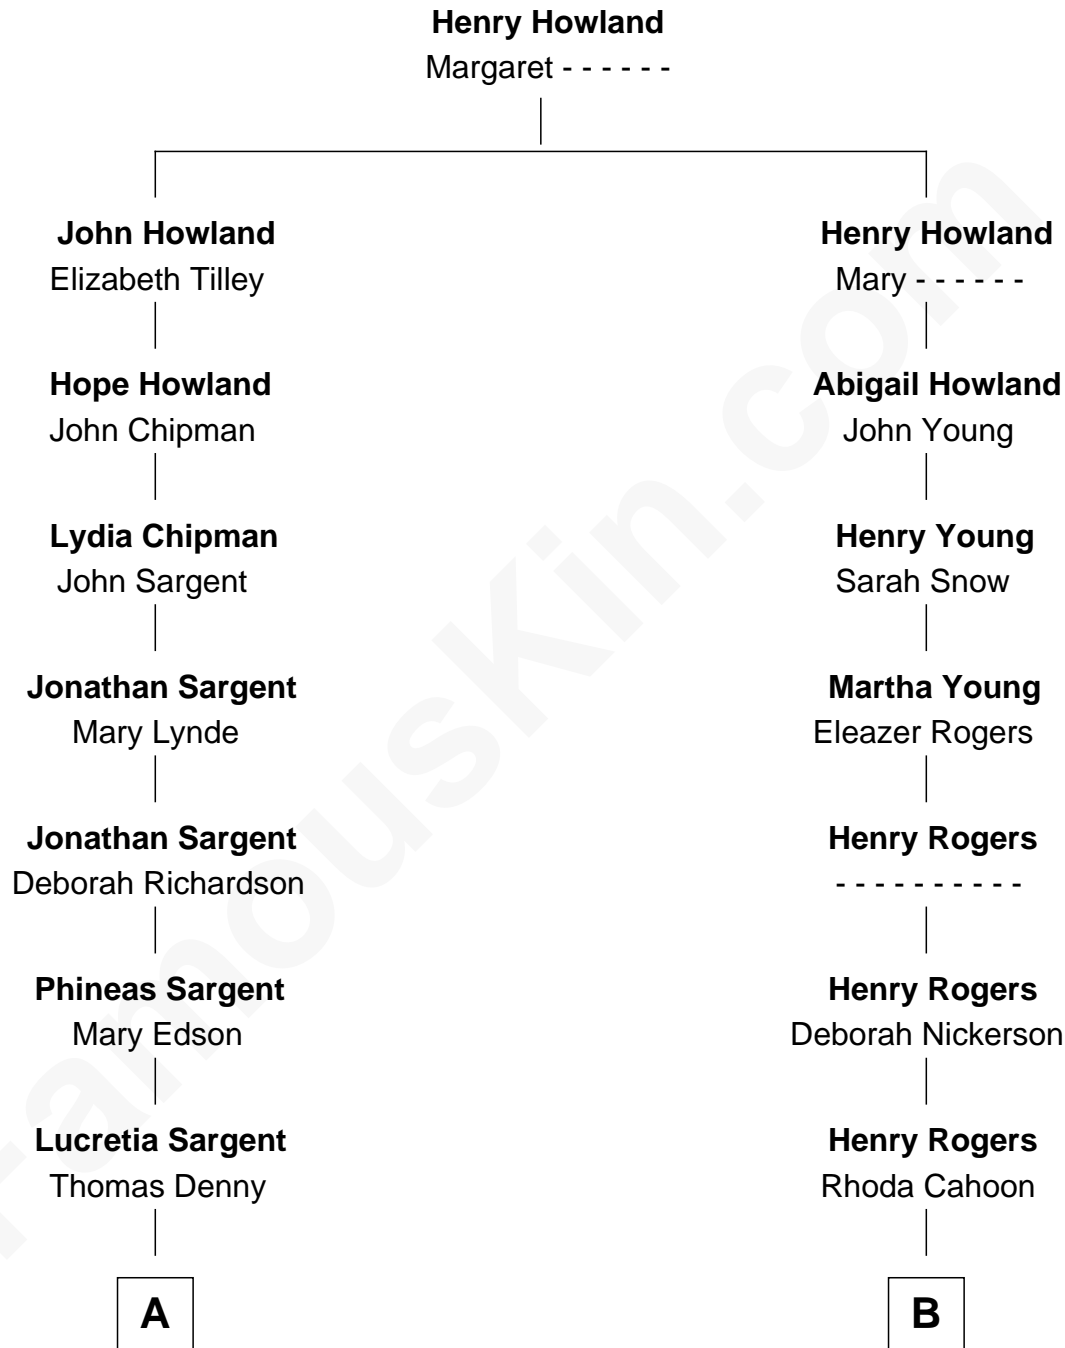 Henry Howland
Margaret - - - - - -
John Howland
Elizabeth Tilley
Henry Howland
Mary - - - - - -
Hope Howland
John Chipman
Abigail Howland
John Young
Lydia Chipman
John Sargent
Henry Young
Sarah Snow
Jonathan Sargent
Mary Lynde
Martha Young
Eleazer Rogers
Jonathan Sargent
Deborah Richardson
Henry Rogers
- - - - - - - - - -
Phineas Sargent
Mary Edson
Henry Rogers
Deborah Nickerson
Lucretia Sargent
Thomas Denny
Henry Rogers
Rhoda Cahoon
A
B
FamousKin.com